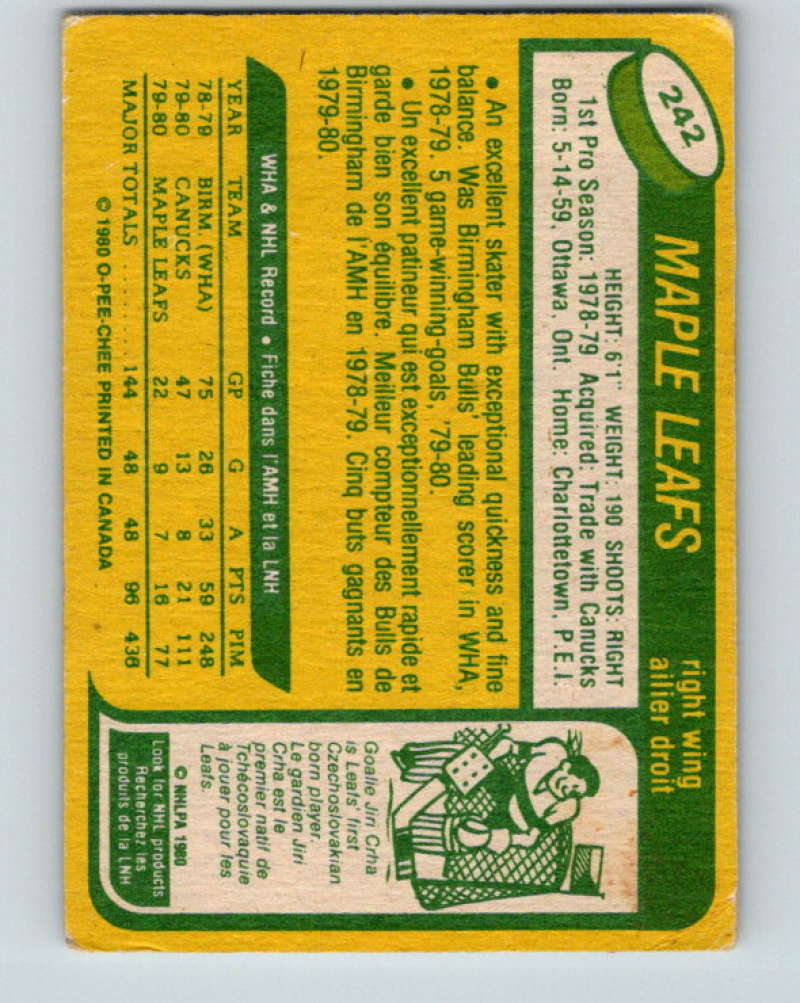 242
MAPLE LEAFS
right wing
ailier droit
HEIGHT: 6'1" WEIGHT: 190 SHOOTS: RIGHT
1st Pro Season: 1978-79 Acquired: Trade with Canucks
Born: 5-14-59, Ottawa, Ont. Home: Charlottetown, P.E.I.
• An excellent skater with exceptional quickness and fine
balance. Was Birmingham Bulls' leading scorer in WHA,
1978-79. 5 game-winning-goals, '79-80.
• Un excellent patineur qui est exceptionnellement rapide et
garde bien son équilibre. Meilleur compteur des Bulls de
Birmingham de l'AMH en 1978-79. Cinq buts gagnants en
1979-80.
WHA & NHL Record • Fiche dans l'AMH et la LNH
YEAR TEAM GP G A PTS PIM
78-79 BIRM. (WHA) 75 26 33 59 248
79-80 CANUCKS 47 13 8 21 111
79-80 MAPLE LEAFS 22 9 7 16 77
MAJOR TOTALS ........ 144 48 48 96 436
© 1980 O-PEE-CHEE PRINTED IN CANADA
Goalie Jiri Crha
is Leafs' first
Czechoslovakian
born player.
Le gardien Jiri
Crha est le
premier natif de
Tchécoslovaquie
à jouer pour les
Leafs.
© NHLPA 1980
Look for NHL products
Recherchez les
produits de la LNH